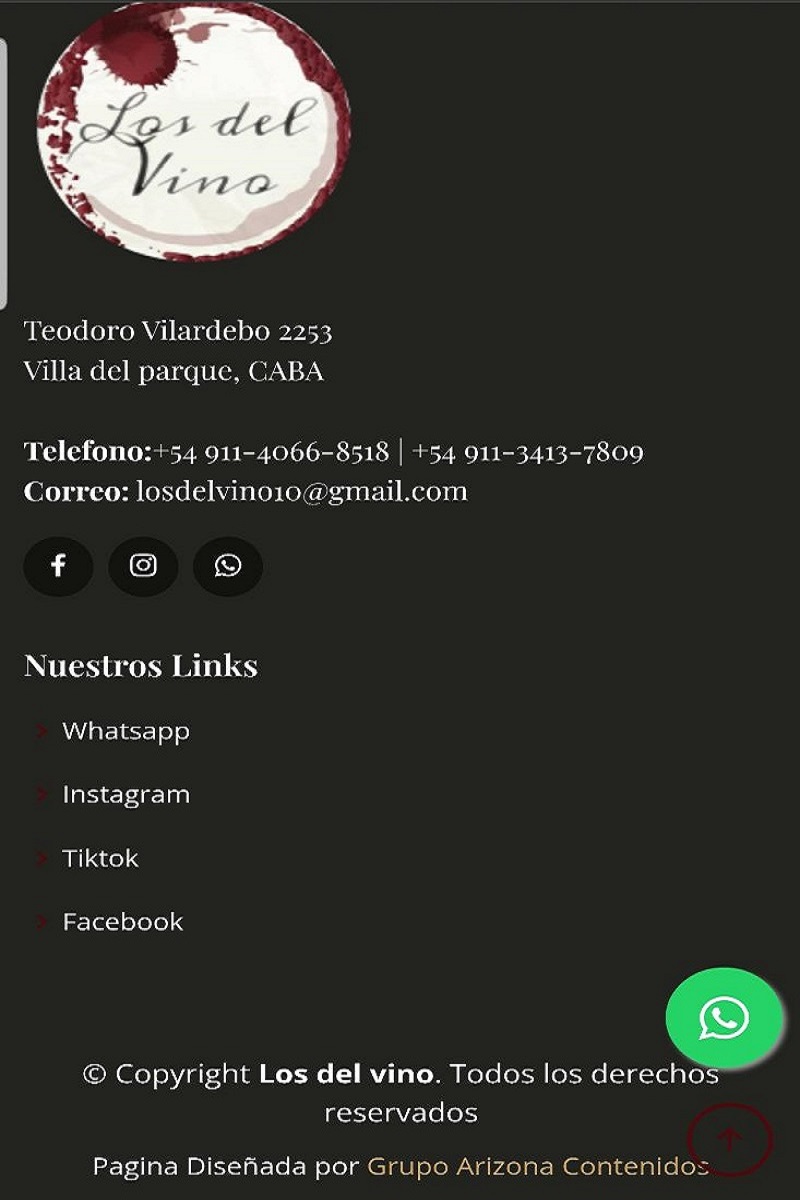 Los del
Vino
Teodoro Vilardebo 2253
Villa del parque, CABA
Telefono:+54 911-4066-8518 | +54 911-3413-7809
Correo: losdelvino10@gmail.com
Nuestros Links
Whatsapp
Instagram
Tiktok
Facebook
© Copyright Los del vino. Todos los derechos
reservados
Pagina Diseñada por Grupo Arizona Contenidos